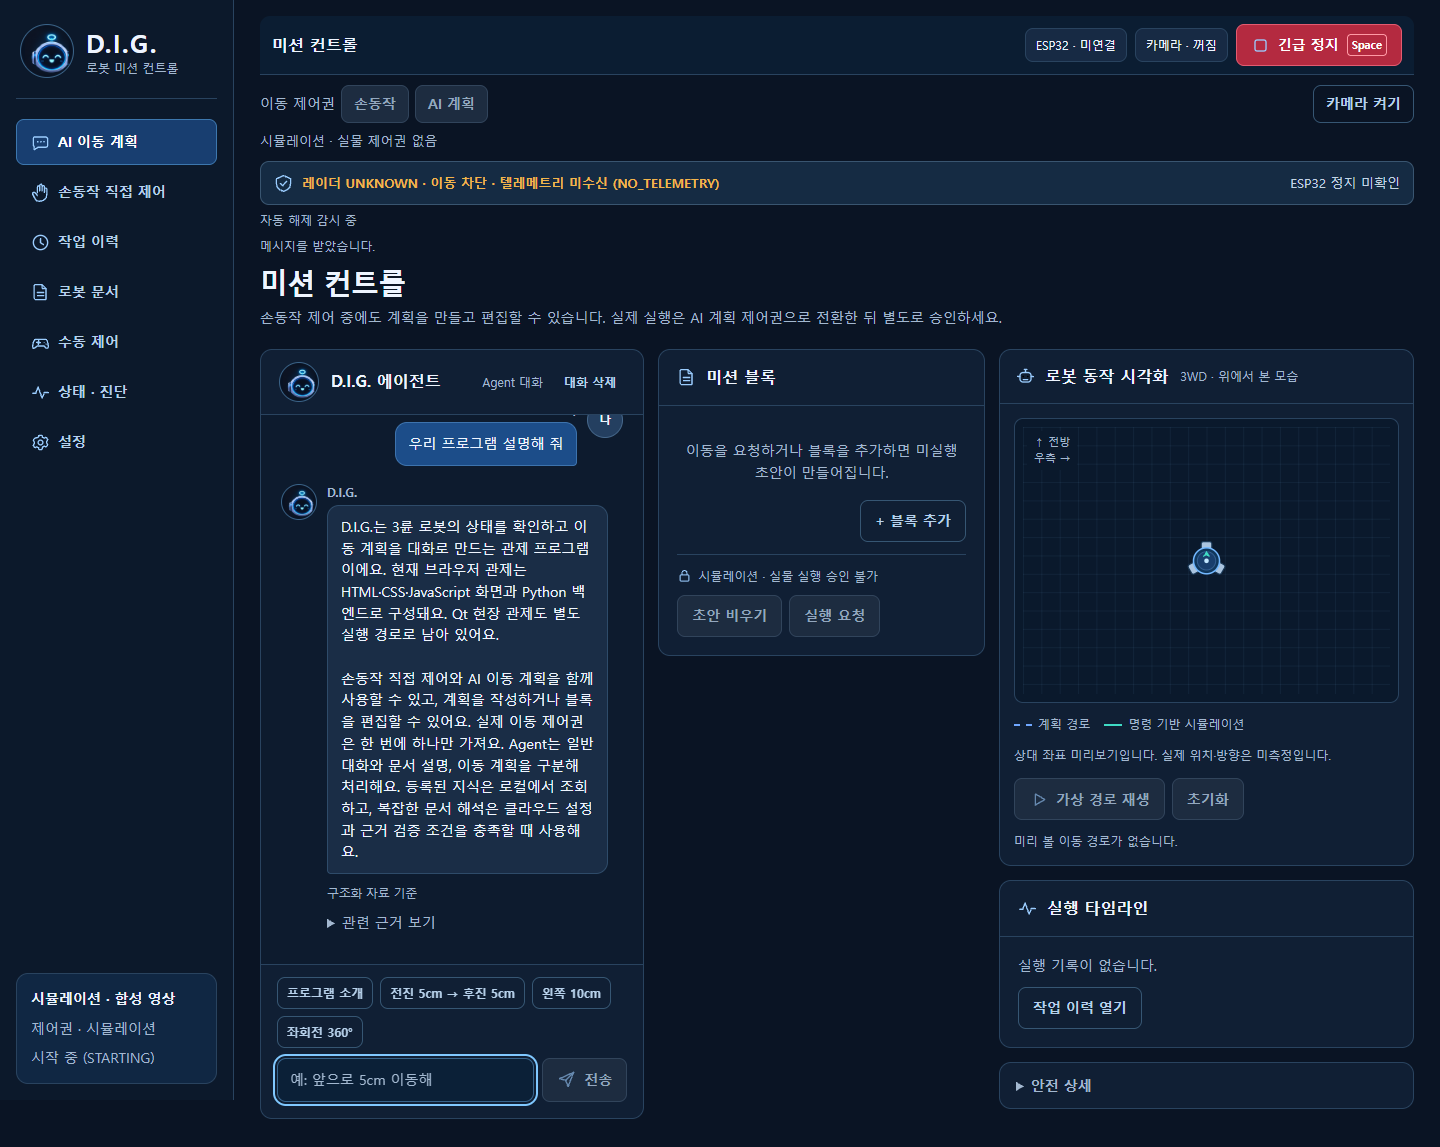 D.I.G.
로봇 미션 컨트롤
AI 이동 계획
손동작 직접 제어
작업 이력
로봇 문서
수동 제어
상태 · 진단
설정
시뮬레이션 · 합성 영상
제어권 · 시뮬레이션
시작 중 (STARTING)
미션 컨트롤
ESP32 · 미연결
카메라 · 꺼짐
긴급 정지 Space
이동 제어권 손동작 AI 계획
카메라 켜기
시뮬레이션 · 실물 제어권 없음
레이더 UNKNOWN · 이동 차단 · 텔레메트리 미수신 (NO_TELEMETRY)
ESP32 정지 미확인
자동 해제 감시 중
메시지를 받았습니다.
미션 컨트롤
손동작 제어 중에도 계획을 만들고 편집할 수 있습니다. 실제 실행은 AI 계획 제어권으로 전환한 뒤 별도로 승인하세요.
D.I.G. 에이전트
Agent 대화
대화 삭제
나
우리 프로그램 설명해 줘
D.I.G.
D.I.G.는 3륜 로봇의 상태를 확인하고 이
동 계획을 대화로 만드는 관제 프로그램
이에요. 현재 브라우저 관제는
HTML·CSS·JavaScript 화면과 Python 백
엔드로 구성돼요. Qt 현장 관제도 별도
실행 경로로 남아 있어요.
손동작 직접 제어와 AI 이동 계획을 함께
사용할 수 있고, 계획을 작성하거나 블록
을 편집할 수 있어요. 실제 이동 제어권
은 한 번에 하나만 가져요. Agent는 일반
대화와 문서 설명, 이동 계획을 구분해
처리해요. 등록된 지식은 로컬에서 조회
하고, 복잡한 문서 해석은 클라우드 설정
과 근거 검증 조건을 충족할 때 사용해
요.
구조화 자료 기준
▶ 관련 근거 보기
프로그램 소개
전진 5cm → 후진 5cm
왼쪽 10cm
좌회전 360°
예: 앞으로 5cm 이동해
전송
미션 블록
이동을 요청하거나 블록을 추가하면 미실행
초안이 만들어집니다.
+ 블록 추가
시뮬레이션 · 실물 실행 승인 불가
초안 비우기
실행 요청
로봇 동작 시각화
3WD · 위에서 본 모습
↑ 전방
우측 →
계획 경로
명령 기반 시뮬레이션
상대 좌표 미리보기입니다. 실제 위치·방향은 미측정입니다.
가상 경로 재생
초기화
미리 볼 이동 경로가 없습니다.
실행 타임라인
실행 기록이 없습니다.
작업 이력 열기
▶ 안전 상세